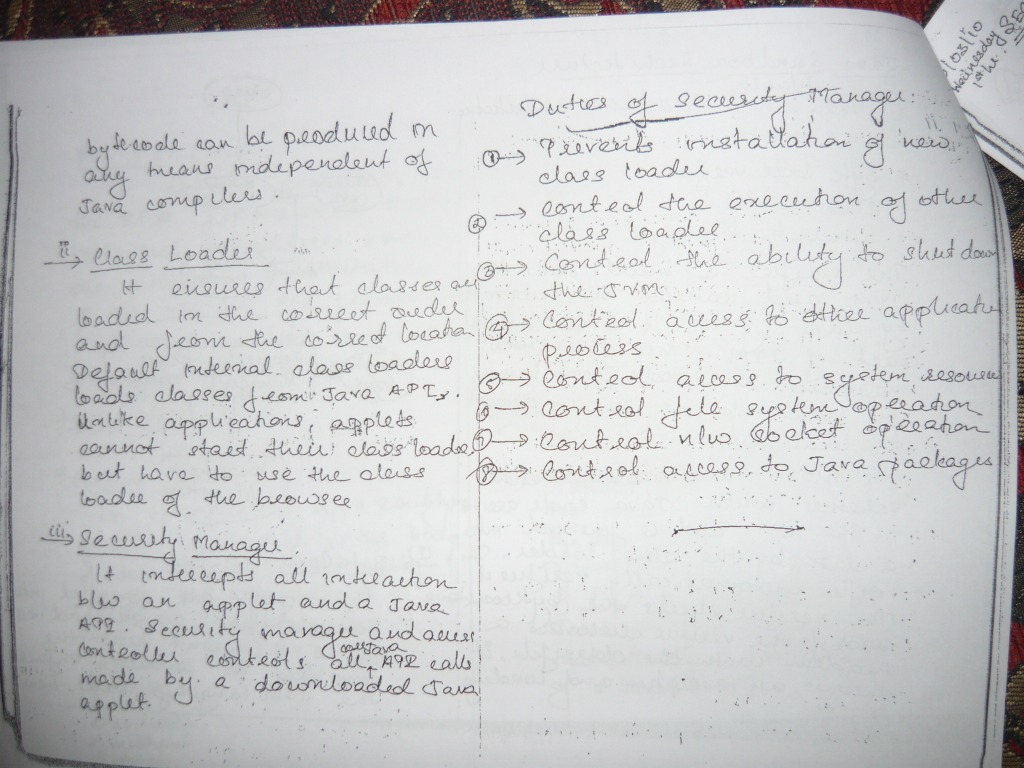 bytecode can be produced in
any means independent of
Java compilers.
ii → Class Loader
It ensures that classes are
loaded in the correct order
and from the correct location
Default internal class loaders
loads classes from Java APIs.
Unlike applications, applets
cannot start their class loader
but have to use the class
loader of the browser
iii → Security Manager.
It intercepts all interaction
b/w an applet and a Java
API. Security manager and access
controller controls all Java API calls
made by a downloaded Java
applet.
Duties of Security Manager:
① → Prevents installation of new
class loader
② → Control the execution of other
class loader
③ → Control the ability to shut down
the JVM
④ → Control access to other application
process
⑤ → Control access to system resource
⑥ → Control file system operation
⑦ → Control n/w socket operation
⑧ → Control access to Java packages
03/10
Wednesday
1st hr.